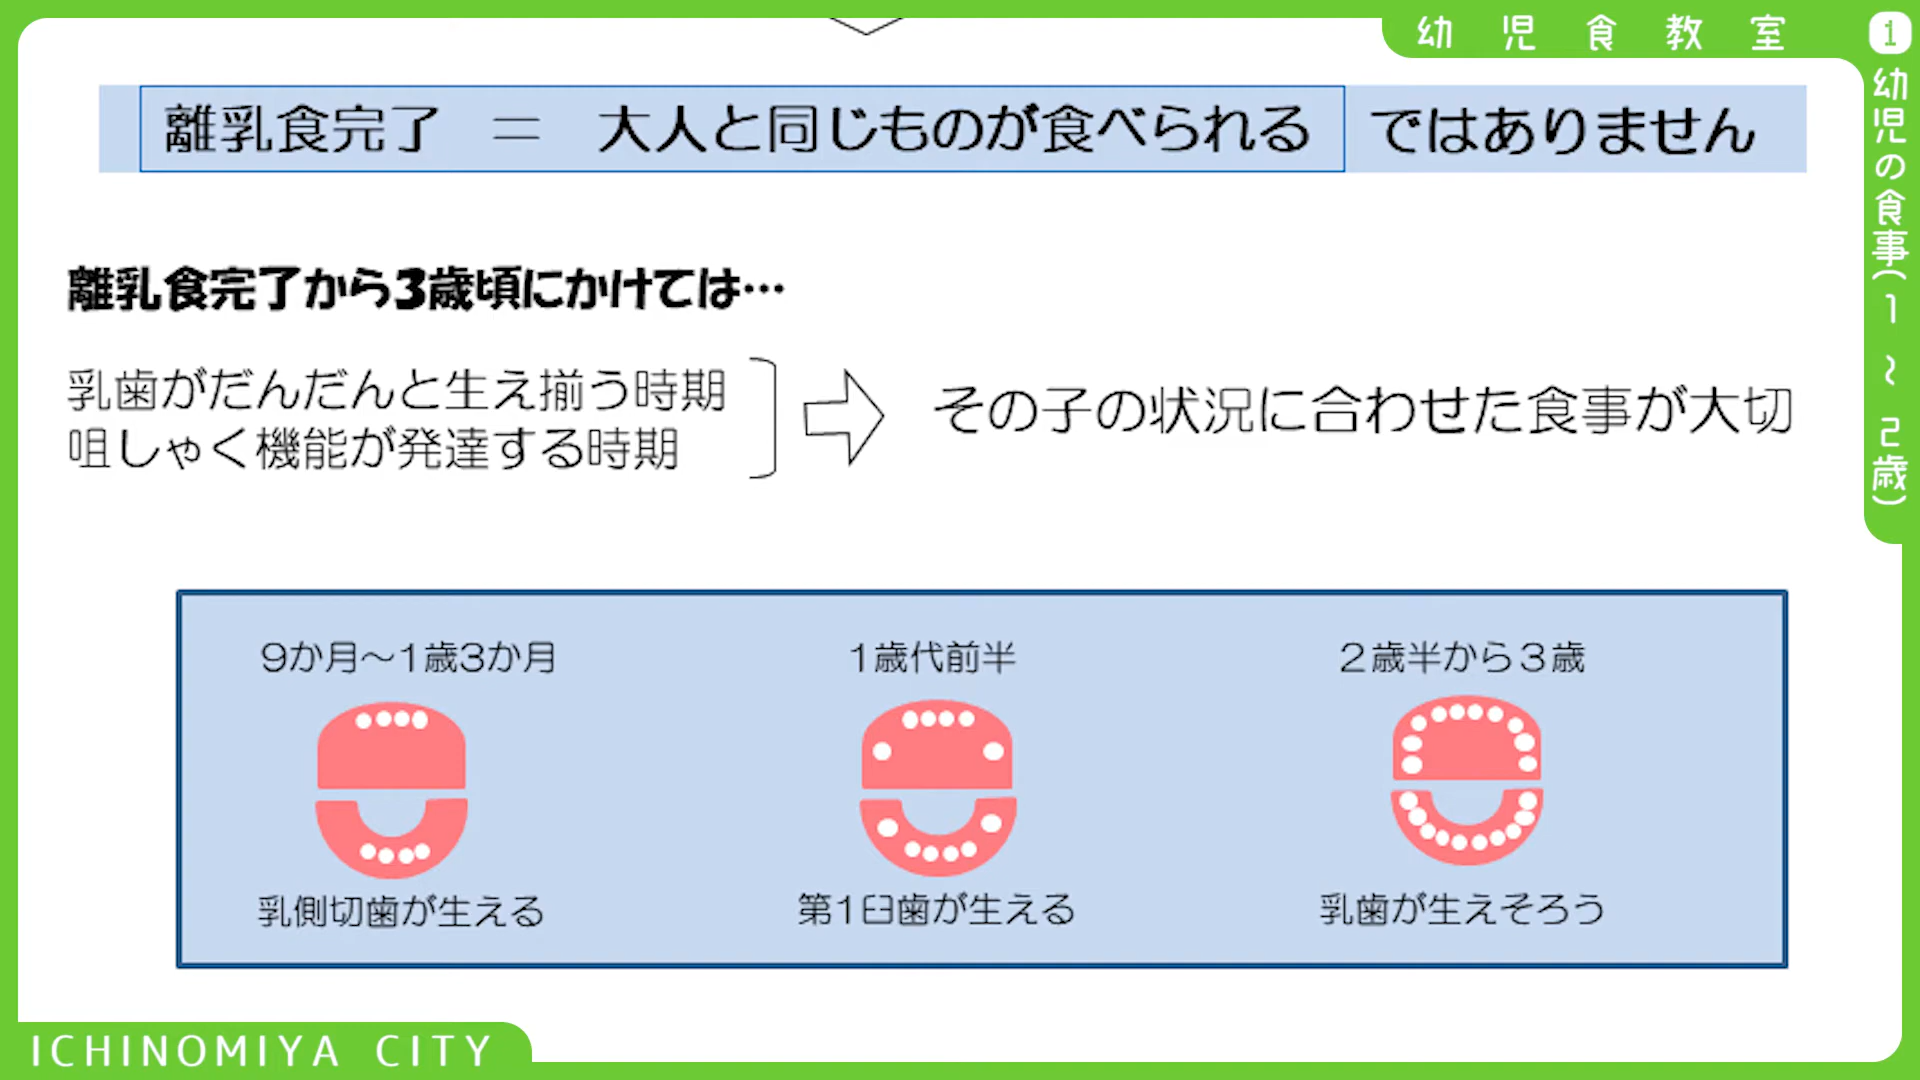 幼児食教室
1 幼児の食事(1~2歳)
離乳食完了 = 大人と同じものが食べられる ではありません
離乳食完了から3歳頃にかけては…
乳歯がだんだんと生え揃う時期
咀しゃく機能が発達する時期
その子の状況に合わせた食事が大切
9か月~1歳3か月
乳側切歯が生える
1歳代前半
第1臼歯が生える
2歳半から3歳
乳歯が生えそろう
ICHINOMIYA CITY